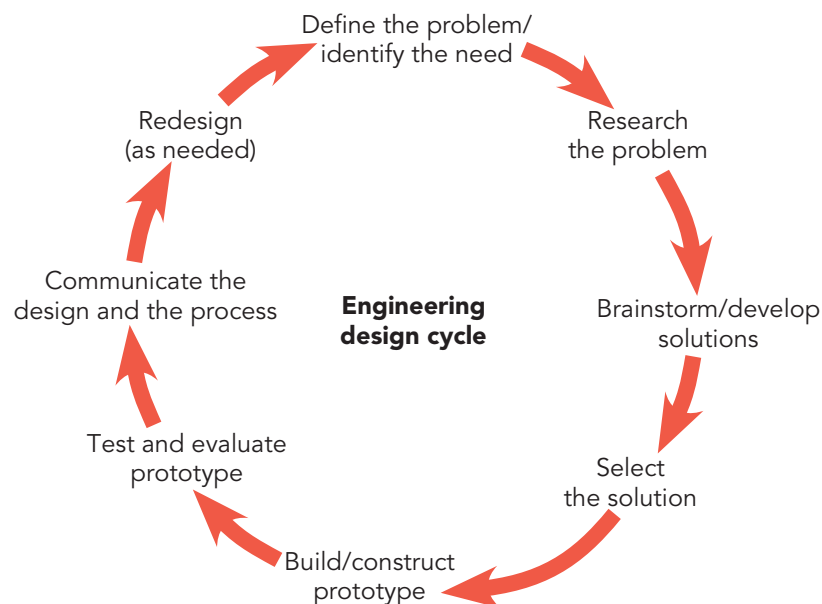 Define the problem/
identify the need
Research
the problem
Brainstorm/develop
solutions
Select
the solution
Build/construct
prototype
Test and evaluate
prototype
Communicate the
design and the process
Redesign
(as needed)
Engineering
design cycle